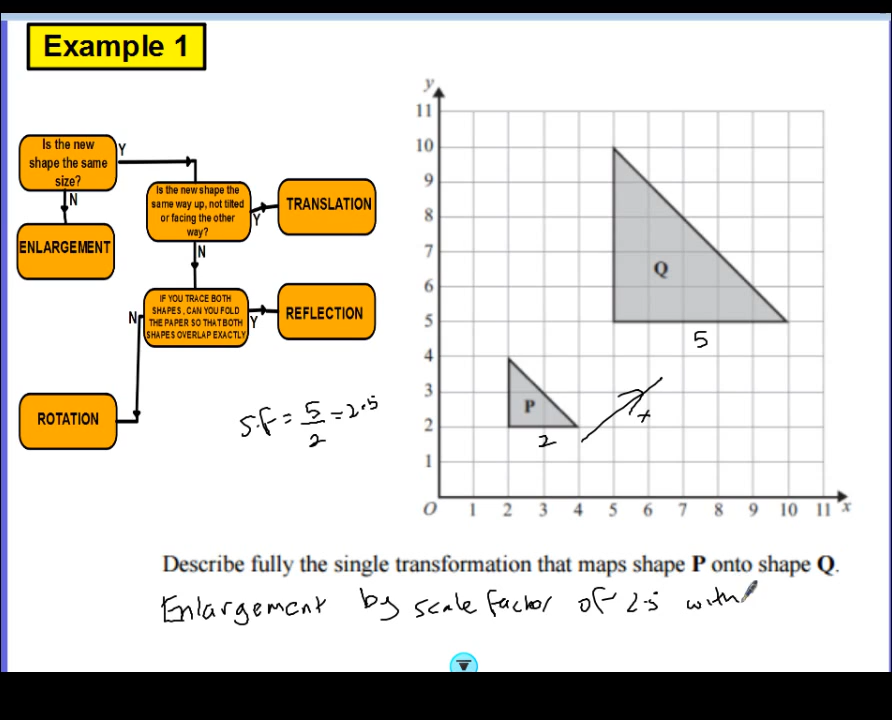 Example 1
Is the new
shape the same
size?
Y
N
ENLARGEMENT
Is the new shape the
same way up, not tilted
or facing the other
way?
Y
N
TRANSLATION
IF YOU TRACE BOTH
SHAPES, CAN YOU FOLD
THE PAPER SO THAT BOTH
SHAPES OVERLAP EXACTLY
Y
N
REFLECTION
ROTATION
S.F = 5/2 = 2.5
y
11
10
9
8
7
6
5
4
3
2
1
O 1 2 3 4 5 6 7 8 9 10 11 x
Q
5
P
2
+
Describe fully the single transformation that maps shape P onto shape Q.
Enlargement by scale factor of 2.5 with